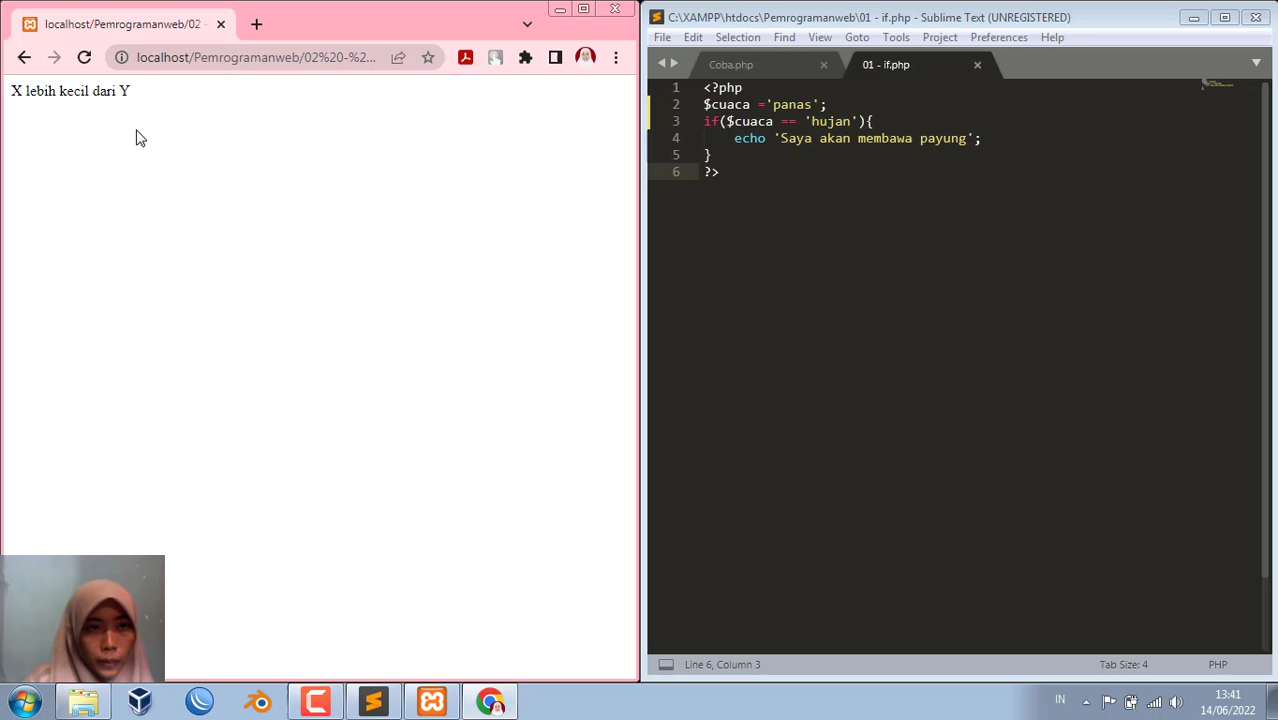 localhost/Pemrogramanweb/02 -
localhost/Pemrogramanweb/02%20-%2...
X lebih kecil dari Y
C:\XAMPP\htdocs\Pemrogramanweb\01 - if.php - Sublime Text (UNREGISTERED)
File Edit Selection Find View Goto Tools Project Preferences Help
Coba.php
01 - if.php
1 <?php
2 $cuaca ='panas';
3 if($cuaca == 'hujan'){
4 echo 'Saya akan membawa payung';
5 }
6 ?>
Line 6, Column 3
Tab Size: 4
PHP
IN
13:41
14/06/2022